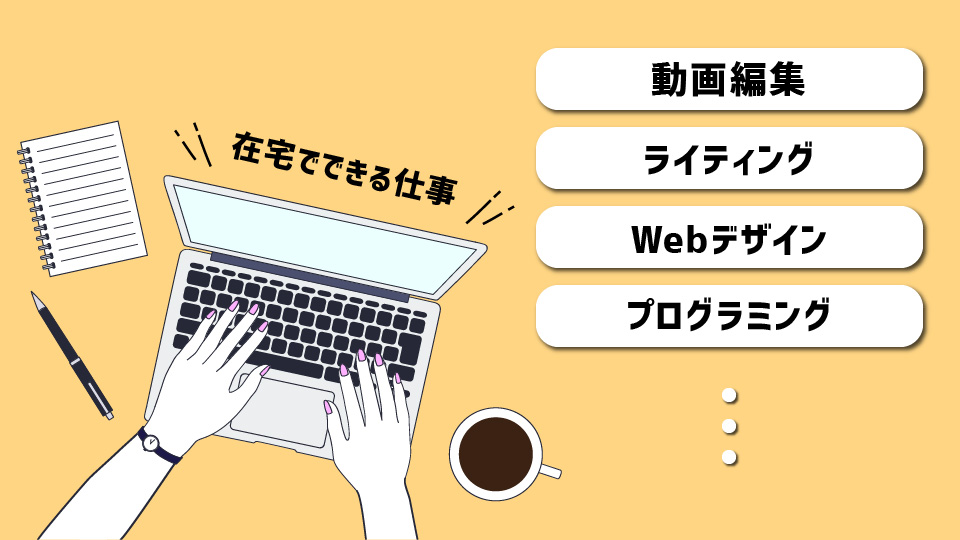 在宅でできる仕事
動画編集
ライティング
Webデザイン
プログラミング